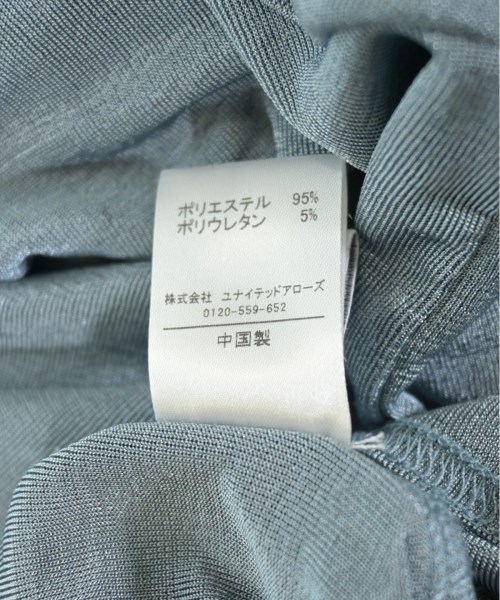 ポリエステル 95%
ポリウレタン 5%
株式会社 ユナイテッドアローズ
0120-559-652
中国製